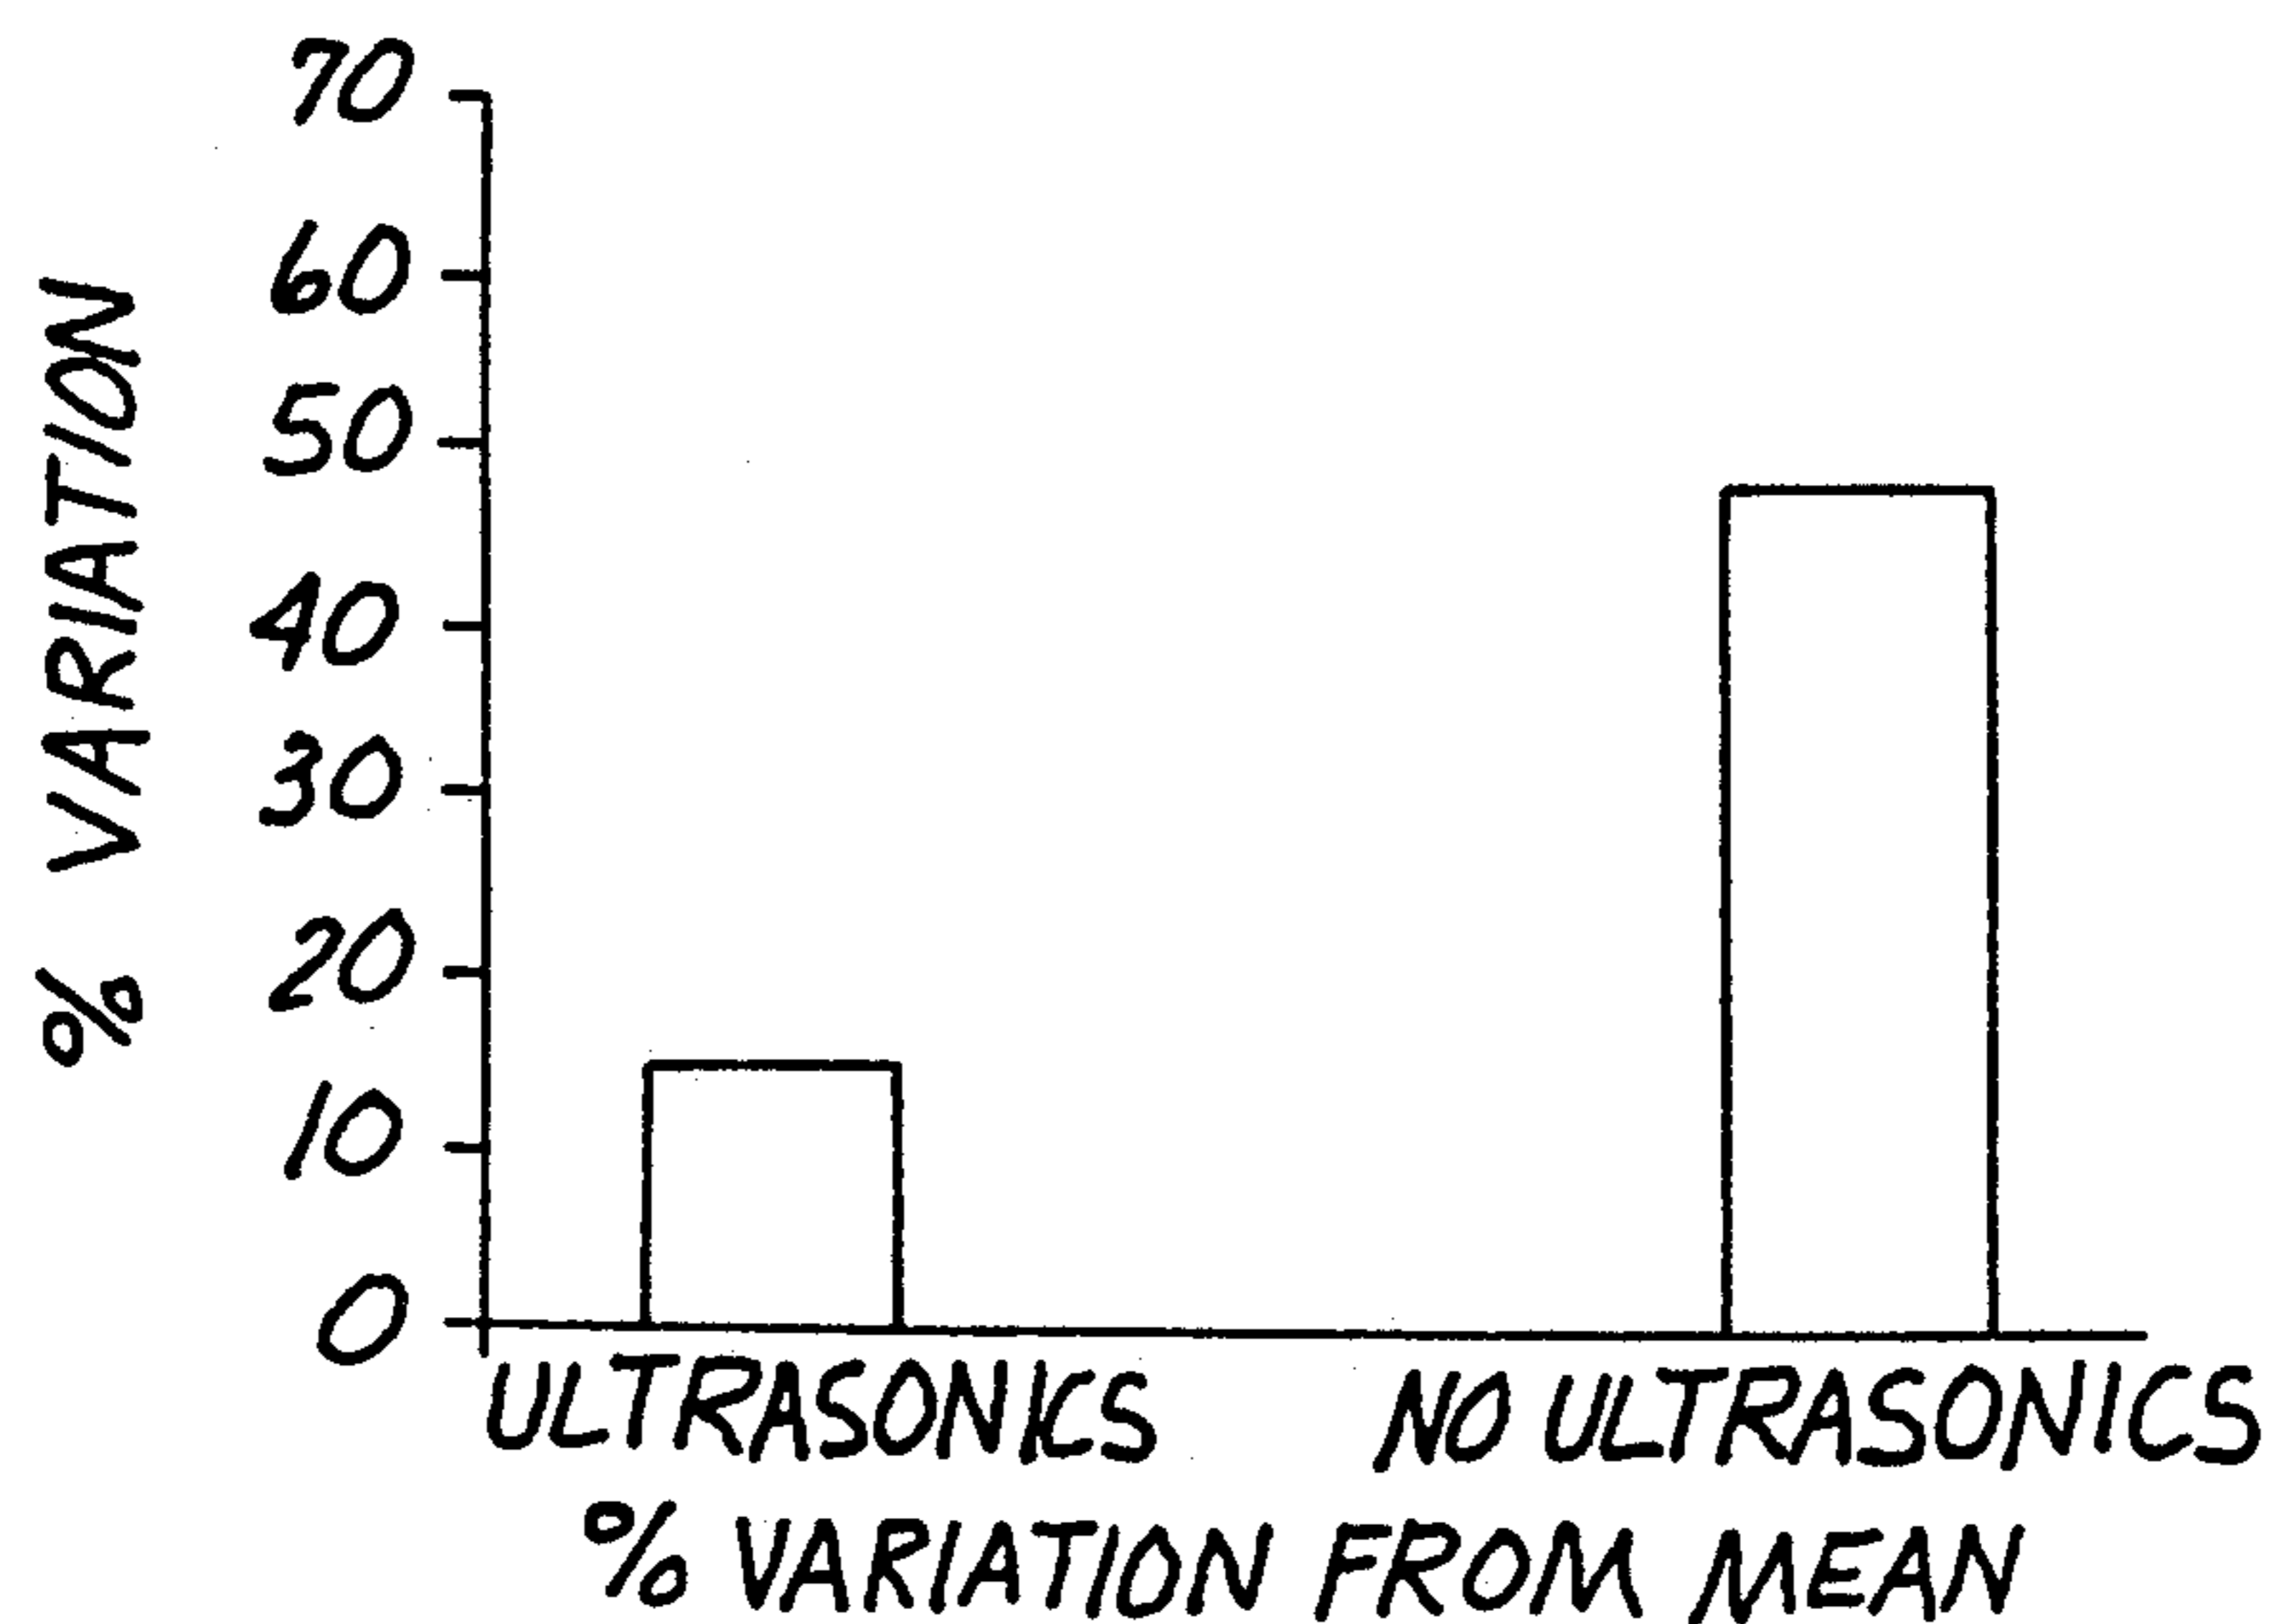 % VARIATION
70
60
50
40
30
20
10
0
ULTRASONICS NO ULTRASONICS
% VARIATION FROM MEAN